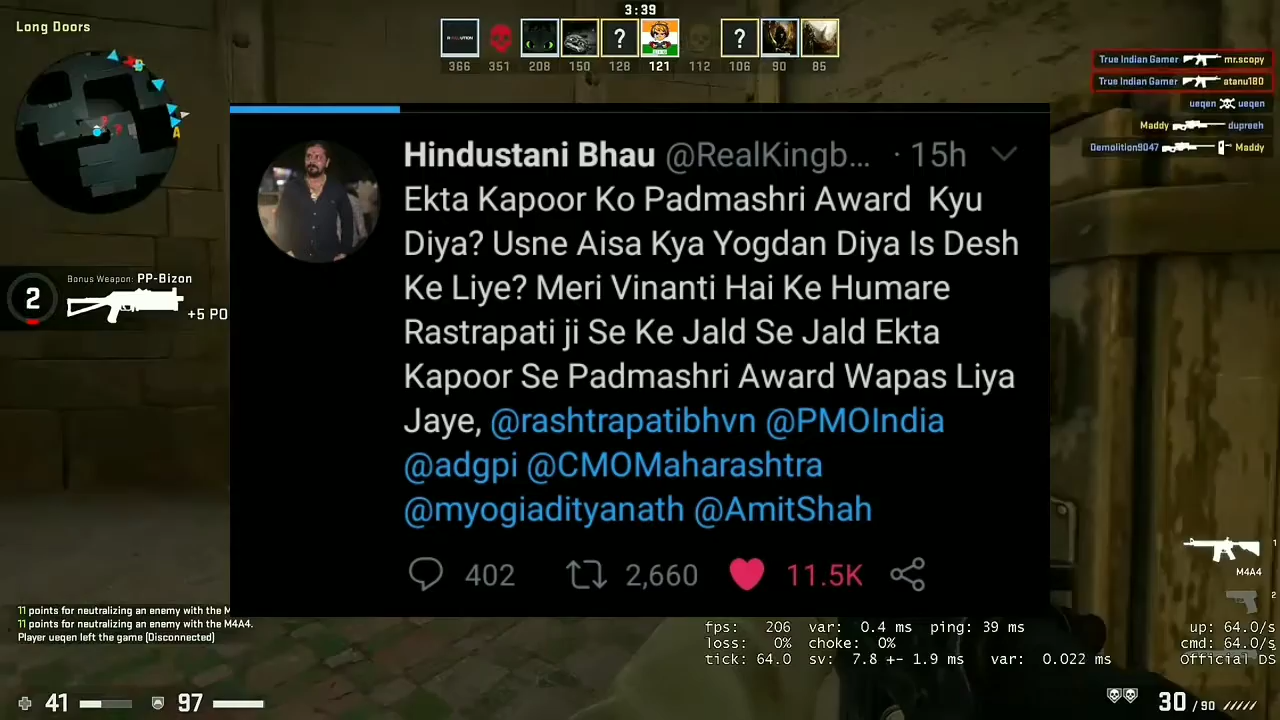 3:39
Long Doors
R-VOLUTION
? ?
366 351 208 150 128 121 112 106 90 85
True Indian Gamer mr.scopy
True Indian Gamer atanu180
ueqen ueqen
Maddy dupreeh
Demolition9047 Maddy
B
A
2
Bonus Weapon: PP-Bizon
+5 PO
Hindustani Bhau @RealKingb... · 15h
Ekta Kapoor Ko Padmashri Award Kyu
Diya? Usne Aisa Kya Yogdan Diya Is Desh
Ke Liye? Meri Vinanti Hai Ke Humare
Rastrapati ji Se Ke Jald Se Jald Ekta
Kapoor Se Padmashri Award Wapas Liya
Jaye, @rashtrapatibhvn @PMOIndia
@adgpi @CMOMaharashtra
@myogiadityanath @AmitShah
402 2,660 11.5K
1
M4A4
2
11 points for neutralizing an enemy with the M
11 points for neutralizing an enemy with the M4A4.
Player ueqen left the game (Disconnected)
fps: 206 var: 0.4 ms ping: 39 ms
loss: 0% choke: 0%
tick: 64.0 sv: 7.8 +- 1.9 ms var: 0.022 ms
up: 64.0/s
cmd: 64.0/s
Official DS
41 97
30 / 90